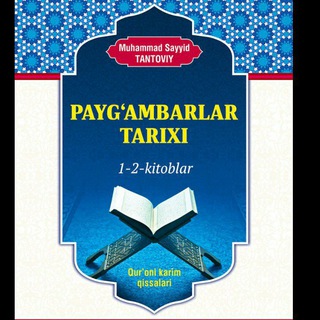 Muhammad Sayyid
TANTOVIY
PAYG‘AMBARLAR
TARIXI
1-2-kitoblar
Qur'oni karim
qissalari